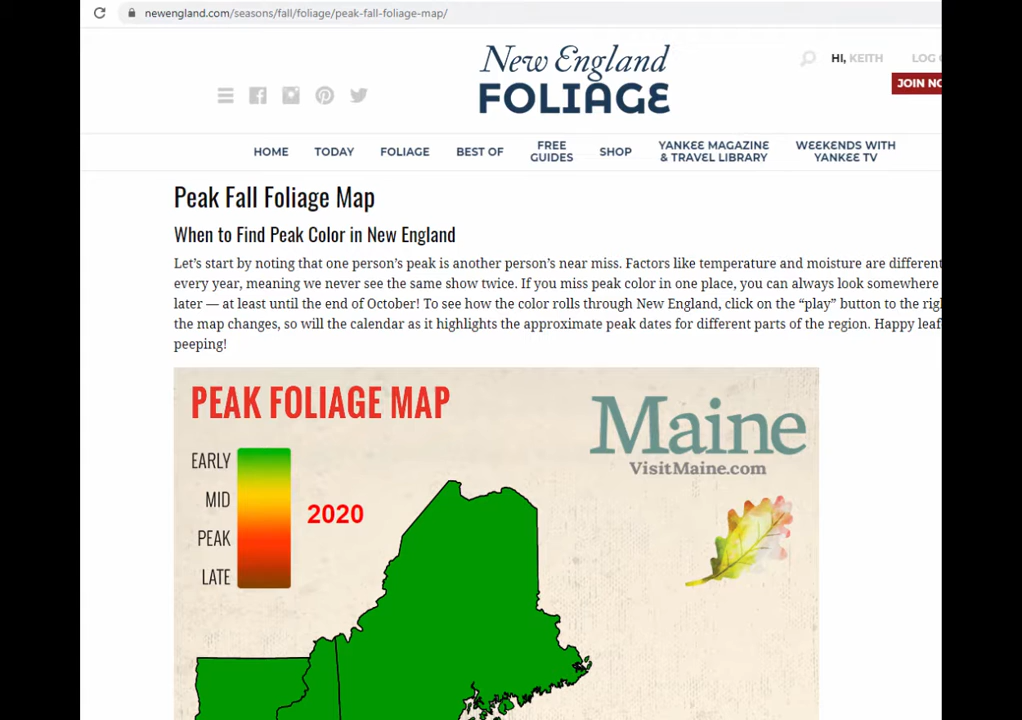 newengland.com/seasons/fall/foliage/peak-fall-foliage-map/
New England
FOLIAGE
HI, KEITH LOG
JOIN
HOME TODAY FOLIAGE BEST OF FREE GUIDES SHOP YANKEE MAGAZINE & TRAVEL LIBRARY WEEKENDS WITH YANKEE TV
Peak Fall Foliage Map
When to Find Peak Color in New England
Let's start by noting that one person's peak is another person's near miss. Factors like temperature and moisture are different
every year, meaning we never see the same show twice. If you miss peak color in one place, you can always look somewhere
later — at least until the end of October! To see how the color rolls through New England, click on the “play” button to the
the map changes, so will the calendar as it highlights the approximate peak dates for different parts of the region. Happy leaf
peeping!
PEAK FOLIAGE MAP
Maine
VisitMaine.com
EARLY
MID
2020
PEAK
LATE